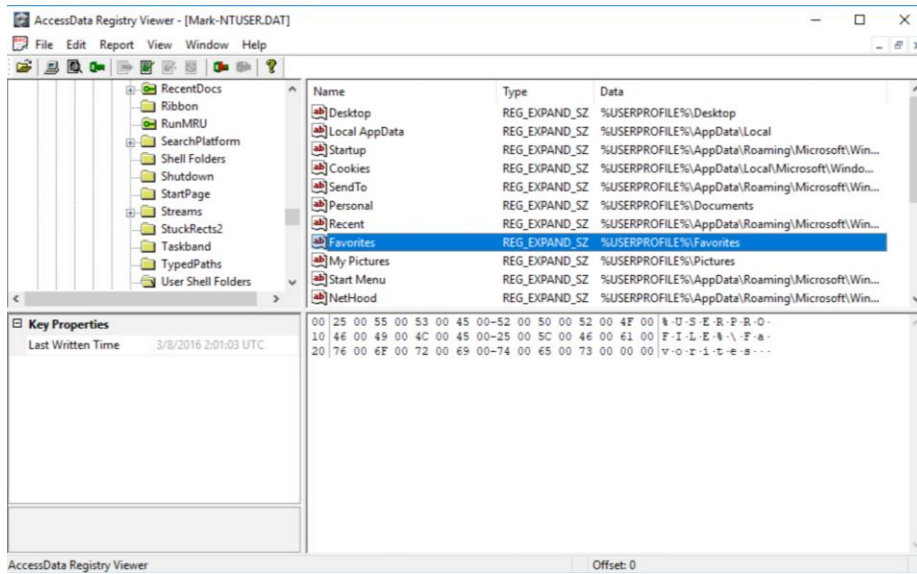 AccessData Registry Viewer - [Mark-NTUSER.DAT]
File Edit Report View Window Help
RecentDocs
Ribbon
RunMRU
SearchPlatform
Shell Folders
Shutdown
StartPage
Streams
StuckRects2
Taskband
TypedPaths
User Shell Folders
Name Type Data
Desktop REG_EXPAND_SZ %USERPROFILE%\Desktop
Local AppData REG_EXPAND_SZ %USERPROFILE%\AppData\Local
Startup REG_EXPAND_SZ %USERPROFILE%\AppData\Roaming\Microsoft\Win...
Cookies REG_EXPAND_SZ %USERPROFILE%\AppData\Local\Microsoft\Windo...
SendTo REG_EXPAND_SZ %USERPROFILE%\AppData\Roaming\Microsoft\Win...
Personal REG_EXPAND_SZ %USERPROFILE%\Documents
Recent REG_EXPAND_SZ %USERPROFILE%\AppData\Roaming\Microsoft\Win...
Favorites REG_EXPAND_SZ %USERPROFILE%\Favorites
My Pictures REG_EXPAND_SZ %USERPROFILE%\Pictures
Start Menu REG_EXPAND_SZ %USERPROFILE%\AppData\Roaming\Microsoft\Win...
NetHood REG_EXPAND_SZ %USERPROFILE%\AppData\Roaming\Microsoft\Win...
Key Properties
Last Written Time 3/8/2016 2:01:03 UTC
00 25 00 55 00 53 00 45 00-52 00 50 00 52 00 4F 00 %·U·S·E·R·P·R·O·
10 46 00 49 00 4C 00 45 00-25 00 5C 00 46 00 61 00 F·I·L·E·%·\·F·a·
20 76 00 6F 00 72 00 69 00-74 00 65 00 73 00 00 00 v·o·r·i·t·e·s···
AccessData Registry Viewer Offset: 0